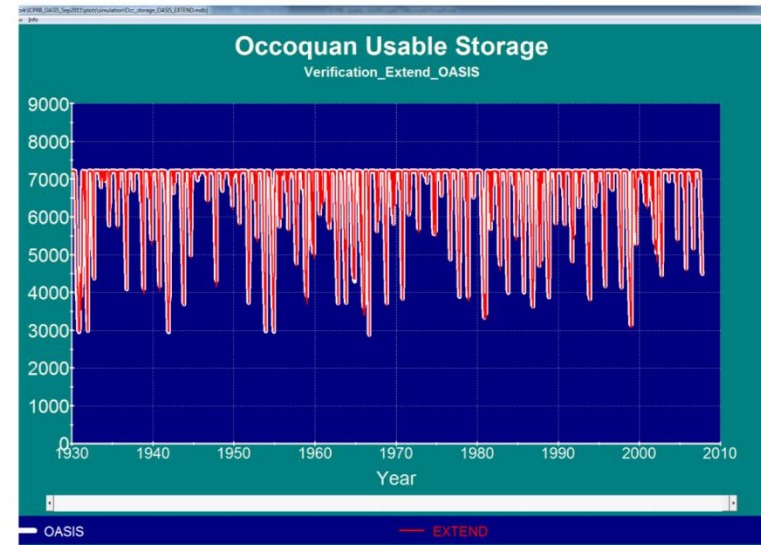 Info
Occoquan Usable Storage
Verification_Extend_OASIS
9000
8000
7000
6000
5000
4000
3000
2000
1000
0
1930 1940 1950 1960 1970 1980 1990 2000 2010
Year
OASIS EXTEND